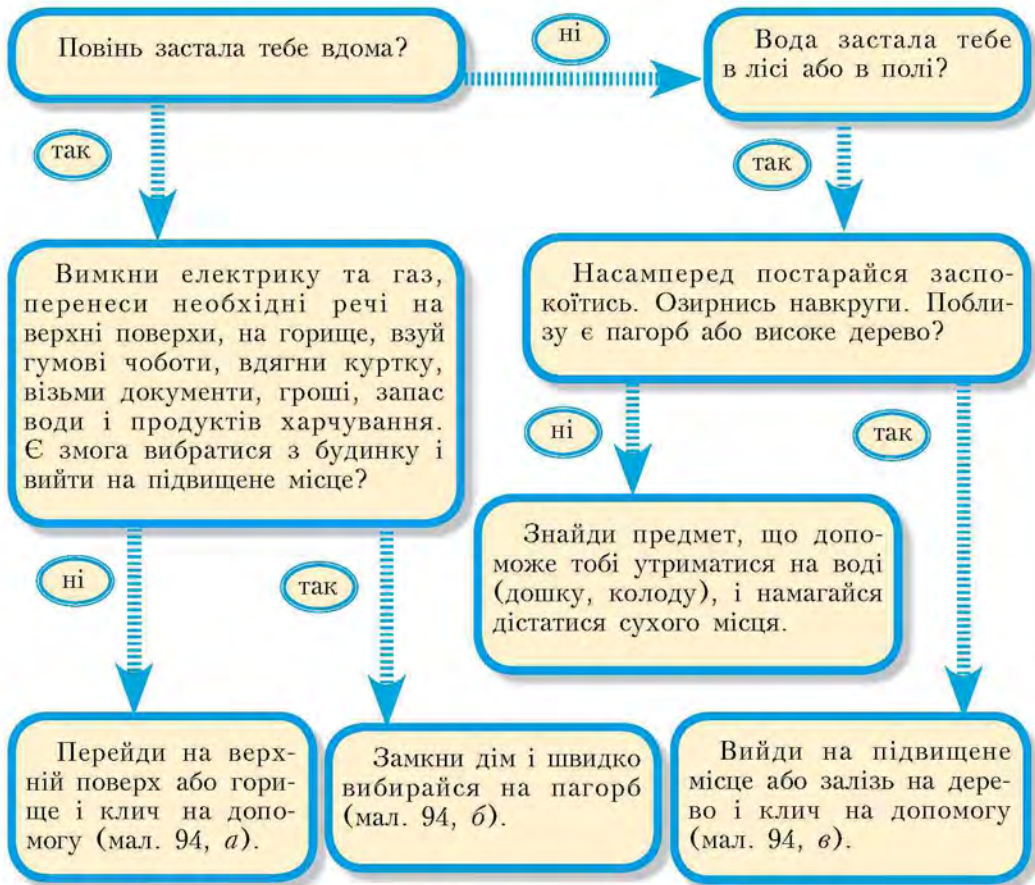 Повінь застала тебе вдома?
ні
Вода застала тебе
в лісі або в полі?
так
так
Вимкни електрику та газ,
перенеси необхідні речі на
верхні поверхи, на горище, взуй
гумові чоботи, вдягни куртку,
візьми документи, гроші, запас
води і продуктів харчування.
Є змога вибратися з будинку і
вийти на підвищене місце?
Насамперед постарайся заспо-
коїтись. Озирнись навкруги. Побли-
зу є пагорб або високе дерево?
ні
так
Знайди предмет, що допо-
може тобі утриматися на воді
(дошку, колоду), і намагайся
дістатися сухого місця.
ні
так
Перейди на верх-
ній поверх або гори-
ще і клич на допо-
могу (мал. 94, а).
Замкни дім і швидко
вибирайся на пагорб
(мал. 94, б).
Вийди на підвищене
місце або залізь на дере-
во і клич на допомогу
(мал. 94, в).